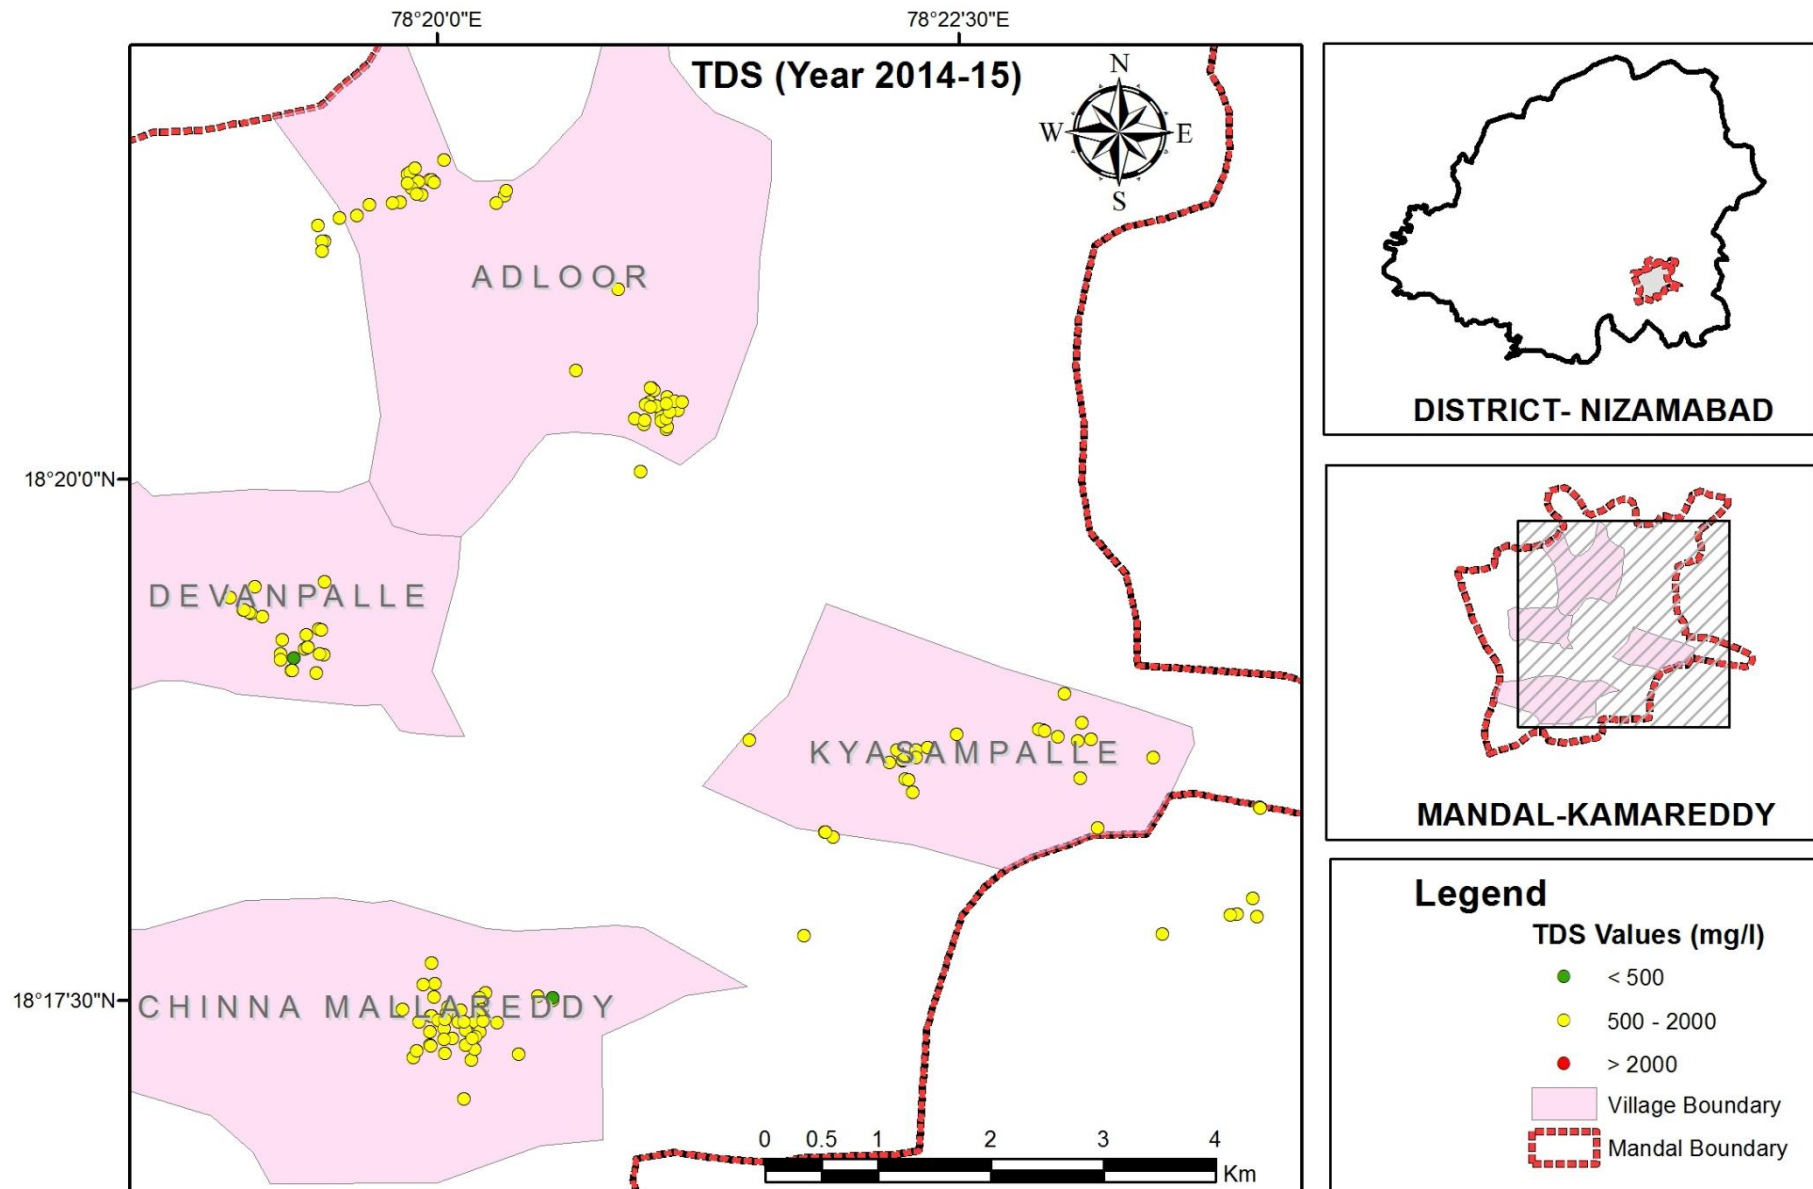 78°20'0"E
78°22'30"E
TDS (Year 2014-15)
N
W
E
S
ADLOOR
18°20'0"N
DEVANPALLE
KYASAMPALLE
18°17'30"N
CHINNA MALLAREDDY
0 0.5 1 2 3 4
Km
DISTRICT- NIZAMABAD
MANDAL-KAMAREDDY
Legend
TDS Values (mg/l)
< 500
500 - 2000
> 2000
Village Boundary
Mandal Boundary